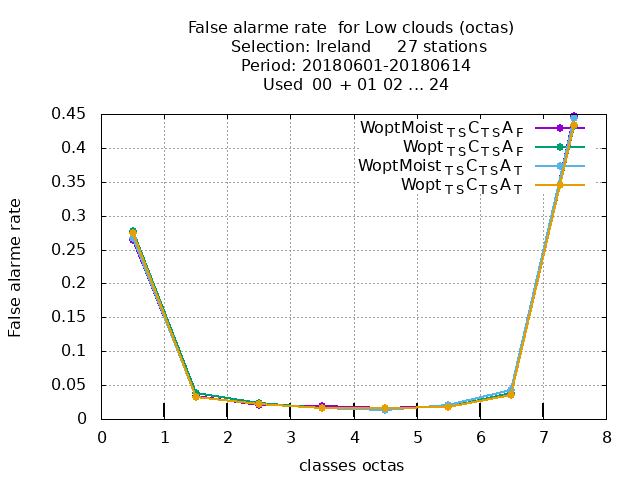 False alarme rate for Low clouds (octas)
Selection: Ireland 27 stations
Period: 20180601-20180614
Used 00 + 01 02 ... 24
WoptMoist TS C TS A F
Wopt TS C TS A F
WoptMoist TS C TS A T
Wopt TS C TS A T
0.45
0.4
0.35
0.3
0.25
0.2
0.15
0.1
0.05
0
False alarme rate
0 1 2 3 4 5 6 7 8
classes octas